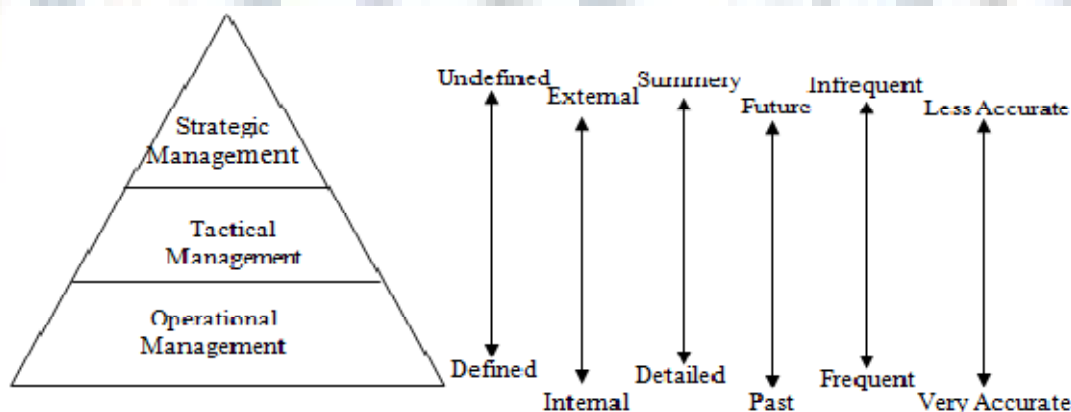 Strategic
Management
Tactical
Management
Operational
Management
Undefined
External
Summery
Future
Infrequent
Less Accurate
Defined
Internal
Detailed
Past
Frequent
Very Accurate